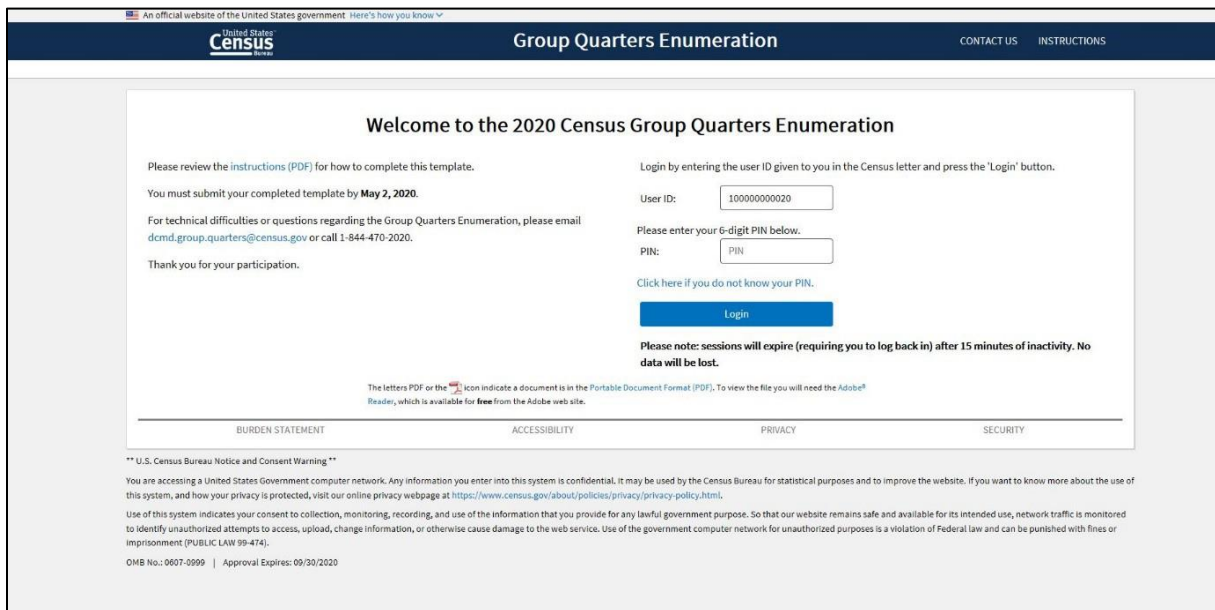 An official website of the United States government Here's how you know
United States™
Census
Bureau
Group Quarters Enumeration
CONTACT US INSTRUCTIONS
Welcome to the 2020 Census Group Quarters Enumeration
Please review the instructions (PDF) for how to complete this template.
You must submit your completed template by May 2, 2020.
For technical difficulties or questions regarding the Group Quarters Enumeration, please email
dcmd.group.quarters@census.gov or call 1-844-470-2020.
Thank you for your participation.
Login by entering the user ID given to you in the Census letter and press the 'Login' button.
User ID: 100000000020
Please enter your 6-digit PIN below.
PIN: PIN
Click here if you do not know your PIN.
Login
Please note: sessions will expire (requiring you to log back in) after 15 minutes of inactivity. No
data will be lost.
The letters PDF or the icon indicate a document is in the Portable Document Format (PDF). To view the file you will need the Adobe®
Reader, which is available for free from the Adobe web site.
BURDEN STATEMENT ACCESSIBILITY PRIVACY SECURITY
** U.S. Census Bureau Notice and Consent Warning **
You are accessing a United States Government computer network. Any information you enter into this system is confidential. It may be used by the Census Bureau for statistical purposes and to improve the website. If you want to know more about the use of
this system, and how your privacy is protected, visit our online privacy webpage at https://www.census.gov/about/policies/privacy/privacy-policy.html.
Use of this system indicates your consent to collection, monitoring, recording, and use of the information that you provide for any lawful government purpose. So that our website remains safe and available for its intended use, network traffic is monitored
to identify unauthorized attempts to access, upload, change information, or otherwise cause damage to the web service. Use of the government computer network for unauthorized purposes is a violation of Federal law and can be punished with fines or
imprisonment (PUBLIC LAW 99-474).
OMB No.: 0607-0999 | Approval Expires: 09/30/2020